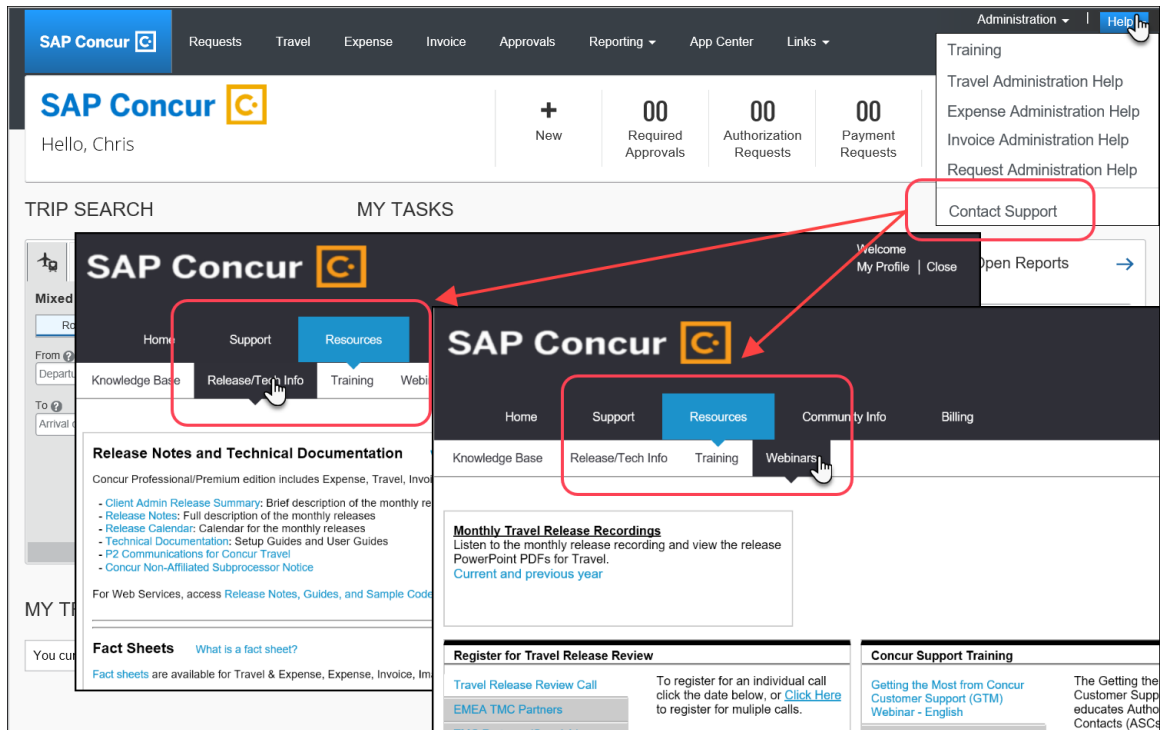 Administration
Help
SAP Concur
Requests
Travel
Expense
Invoice
Approvals
Reporting
App Center
Links
Training
Travel Administration Help
Expense Administration Help
Invoice Administration Help
Request Administration Help
Contact Support
SAP Concur
Hello, Chris
+
New
00
Required
Approvals
00
Authorization
Requests
00
Payment
Requests
TRIP SEARCH
MY TASKS
Open Reports
Mixed
From
To
Arrival
You
SAP Concur
Welcome
My Profile | Close
Home
Support
Resources
Knowledge Base
Release/Tech Info
Training
Release Notes and Technical Documentation
Concur Professional/Premium edition includes Expense, Travel,
- Client Admin Release Summary: Brief description of the monthly
- Release Notes: Full description of the monthly releases
- Release Calendar: Calendar for the monthly releases
- Technical Documentation: Setup Guides and User Guides
- P2 Communications for Concur Travel
- Concur Non-Affiliated Subprocessor Notice
For Web Services, access Release Notes, Guides, and Sample Code
Fact Sheets
What is a fact sheet?
Fact sheets are available for Travel & Expense, Expense, Invoice,
SAP Concur
Home
Support
Resources
Community Info
Billing
Knowledge Base
Release/Tech Info
Training
Webinars
Monthly Travel Release Recordings
Listen to the monthly release recording and view the release
PowerPoint PDFs for Travel.
Current and previous year
Register for Travel Release Review
Travel Release Review Call
EMEA TMC Partners
To register for an individual call
click the date below, or Click Here
to register for muliple calls.
Concur Support Training
Getting the Most from Concur
Customer Support (GTM)
Webinar - English
The Getting the
Customer Supp
educates Autho
Contacts (ASCs